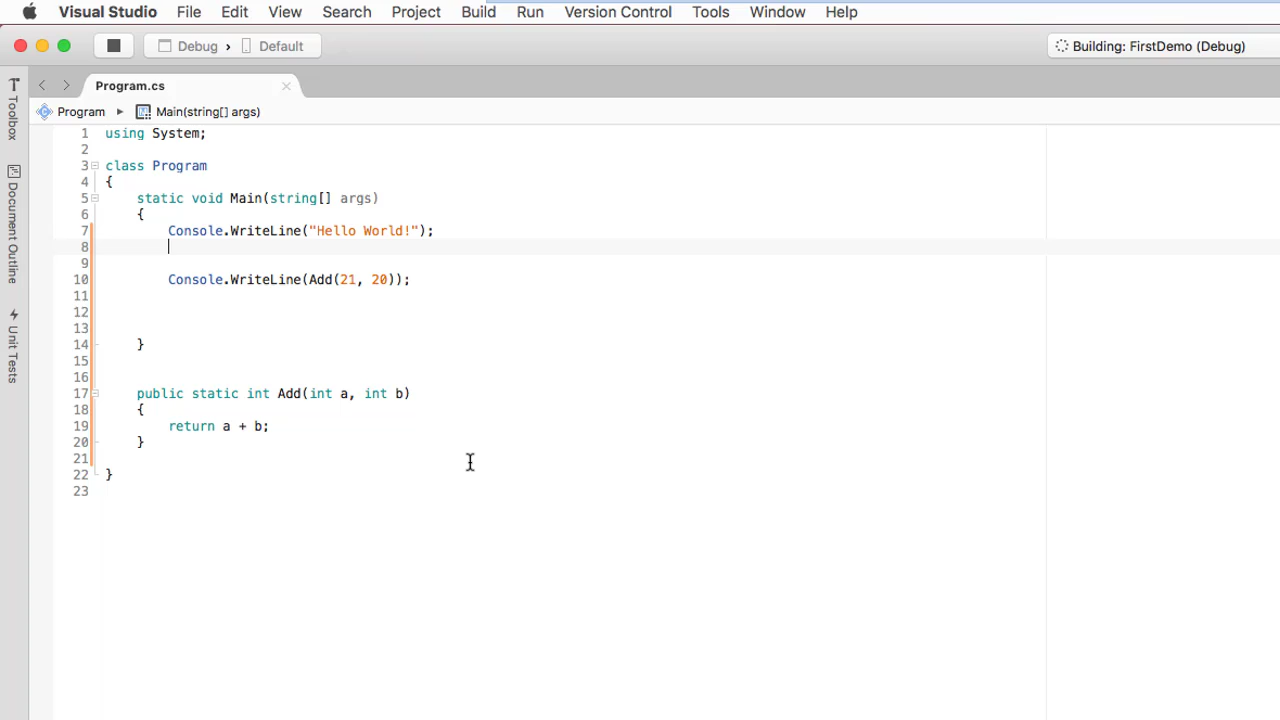 Visual Studio File Edit View Search Project Build Run Version Control Tools Window Help
Debug › Default
Building: FirstDemo (Debug)
Program.cs
Program ▸ Main(string[] args)
Toolbox
Document Outline
Unit Tests
1 using System;
2
3 class Program
4 {
5 static void Main(string[] args)
6 {
7 Console.WriteLine("Hello World!");
8
9
10 Console.WriteLine(Add(21, 20));
11
12
13
14 }
15
16
17 public static int Add(int a, int b)
18 {
19 return a + b;
20 }
21
22 }
23